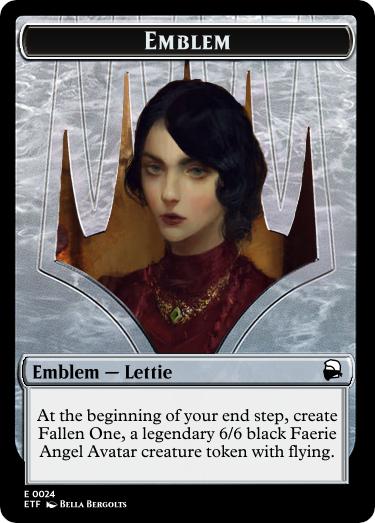 EMBLEM
Emblem — Lettie
At the beginning of your end step, create
Fallen One, a legendary 6/6 black Faerie
Angel Avatar creature token with flying.
E 0024
ETF BELLA BERGOLTS